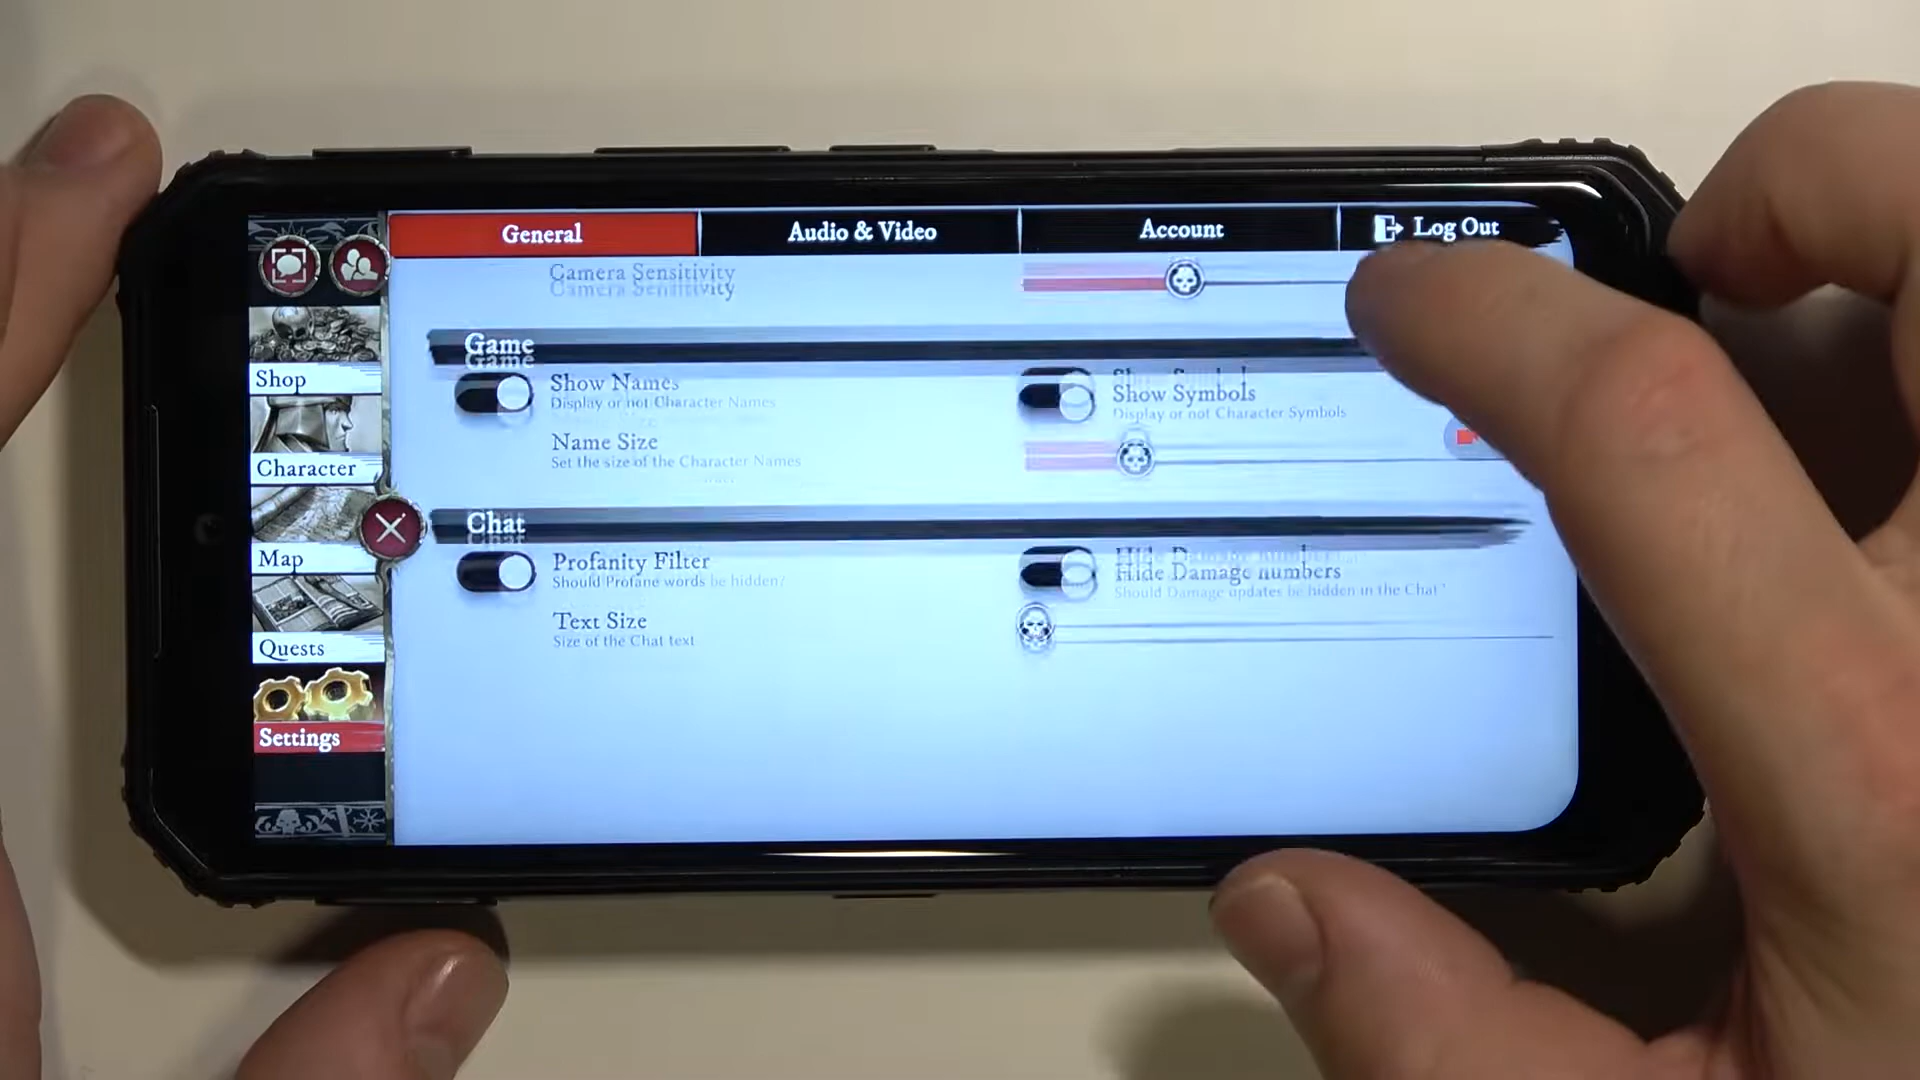 General
Audio & Video
Account
Log Out
Camera Sensitivity
Game
Show Names
Display or not Character Names
Show Symbols
Display or not Character Symbols
Name Size
Set the size of the Character Names
Chat
Profanity Filter
Should Profane words be hidden?
Hide Damage numbers
Should Damage updates be hidden in the Chat?
Text Size
Size of the Chat text
Shop
Character
Map
Quests
Settings